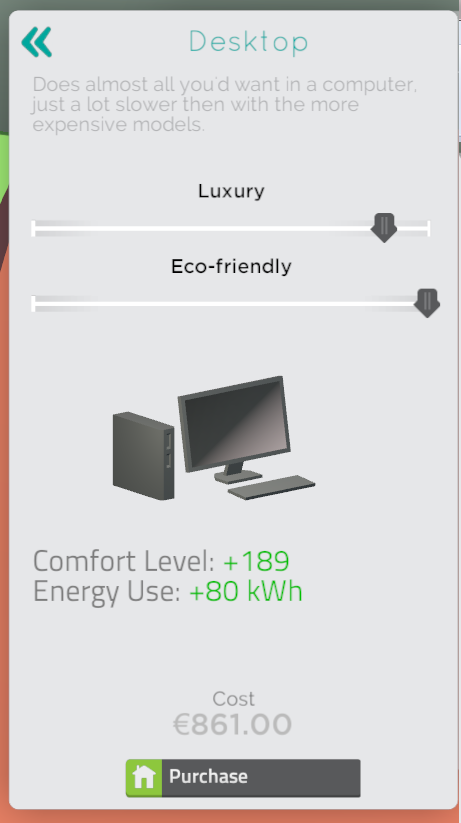 Desktop
Does almost all you'd want in a computer,
just a lot slower then with the more
expensive models.
Luxury
Eco-friendly
Comfort Level: +189
Energy Use: +80 kWh
Cost
€861.00
Purchase